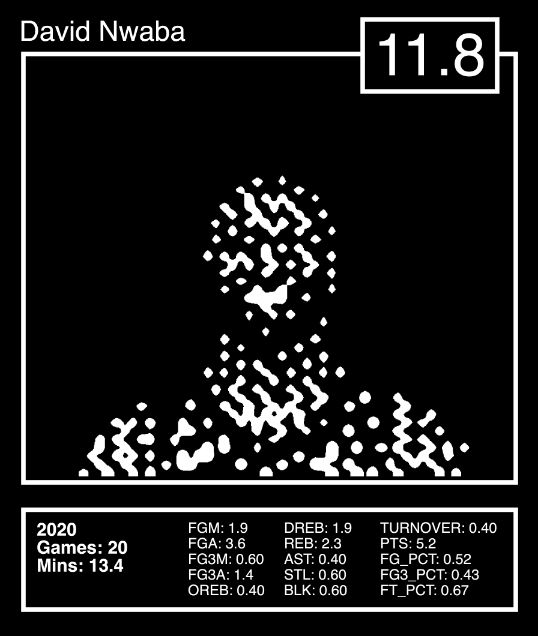 David Nwaba
11.8
2020
Games: 20
Mins: 13.4
FGM: 1.9
FGA: 3.6
FG3M: 0.60
FG3A: 1.4
OREB: 0.40
DREB: 1.9
REB: 2.3
AST: 0.40
STL: 0.60
BLK: 0.60
TURNOVER: 0.40
PTS: 5.2
FG_PCT: 0.52
FG3_PCT: 0.43
FT_PCT: 0.67